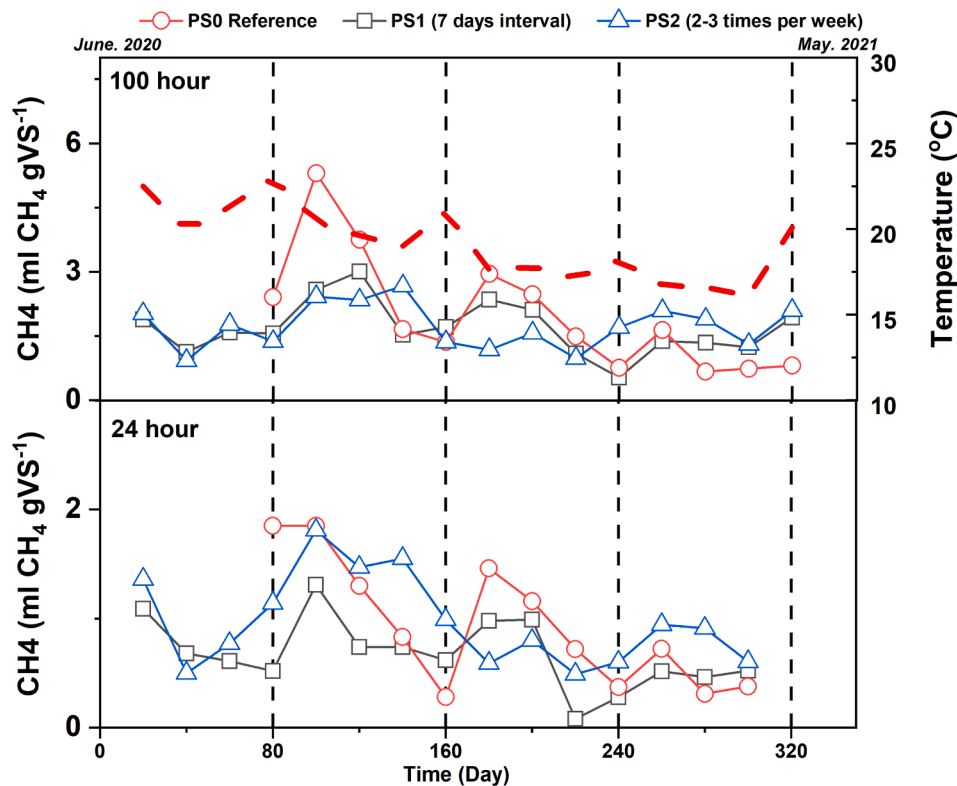 PS0 Reference PS1 (7 days interval) PS2 (2-3 times per week)
June. 2020 May. 2021
100 hour
CH4 (ml CH₄ gVS⁻¹)
6
3
0
Temperature (°C)
30
25
20
15
10
24 hour
CH4 (ml CH₄ gVS⁻¹)
2
0
0 80 160 240 320
Time (Day)